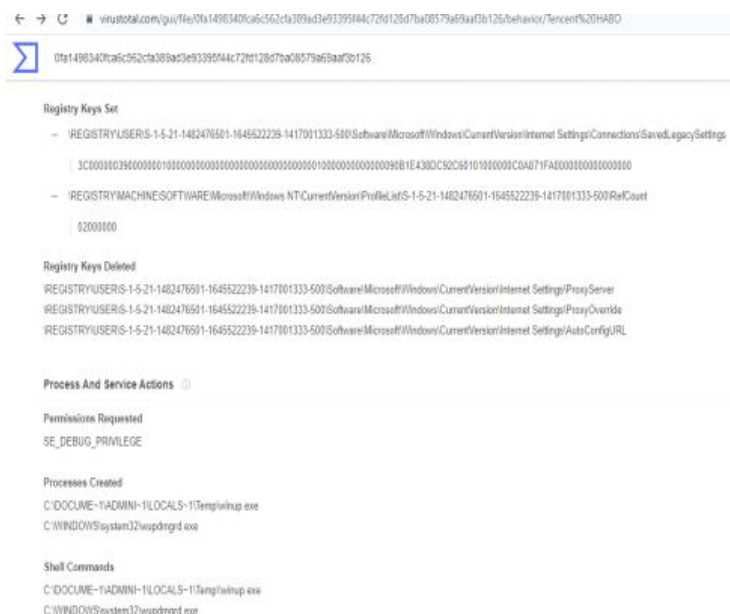 virustotal.com/gui/file/0fa1498340fca6c562cfa389ad3e93395f44c72fd128d7ba08579a69aaf3b126/behavior/Tencent%20HABO
0fa1498340fca6c562cfa389ad3e93395f44c72fd128d7ba08579a69aaf3b126
Registry Keys Set
\REGISTRY\USER\S-1-5-21-1482476501-1645522239-1417001333-500\Software\Microsoft\Windows\CurrentVersion\Internet Settings\Connections\SavedLegacySettings
\REGISTRY\MACHINE\SOFTWARE\Microsoft\Windows NT\CurrentVersion\ProfileList\S-1-5-21-1482476501-1645522239-1417001333-500\RefCount
02000000
Registry Keys Deleted
\REGISTRY\USER\S-1-5-21-1482476501-1645522239-1417001333-500\Software\Microsoft\Windows\CurrentVersion\Internet Settings\ProxyServer
\REGISTRY\USER\S-1-5-21-1482476501-1645522239-1417001333-500\Software\Microsoft\Windows\CurrentVersion\Internet Settings\ProxyOverride
\REGISTRY\USER\S-1-5-21-1482476501-1645522239-1417001333-500\Software\Microsoft\Windows\CurrentVersion\Internet Settings\AutoConfigURL
Process And Service Actions
Permissions Requested
SE_DEBUG_PRIVILEGE
Processes Created
C:\DOCUME~1\ADMINI~1\LOCALS~1\Temp\winup.exe
C:\WINDOWS\system32\wupdmgrd.exe
Shell Commands
C:\DOCUME~1\ADMINI~1\LOCALS~1\Temp\winup.exe
C:\WINDOWS\system32\wupdmgrd.exe